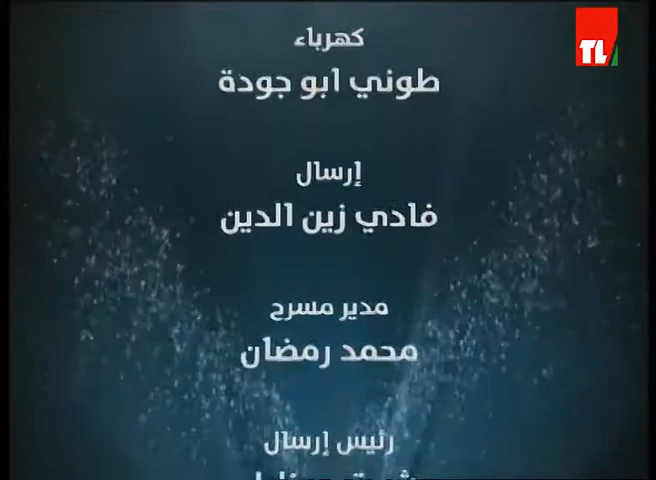 TL
كهرباء
طوني ابو جودة
إرسال
فادي زين الدين
مدير مسرح
محمد رمضان
رئيس إرسال